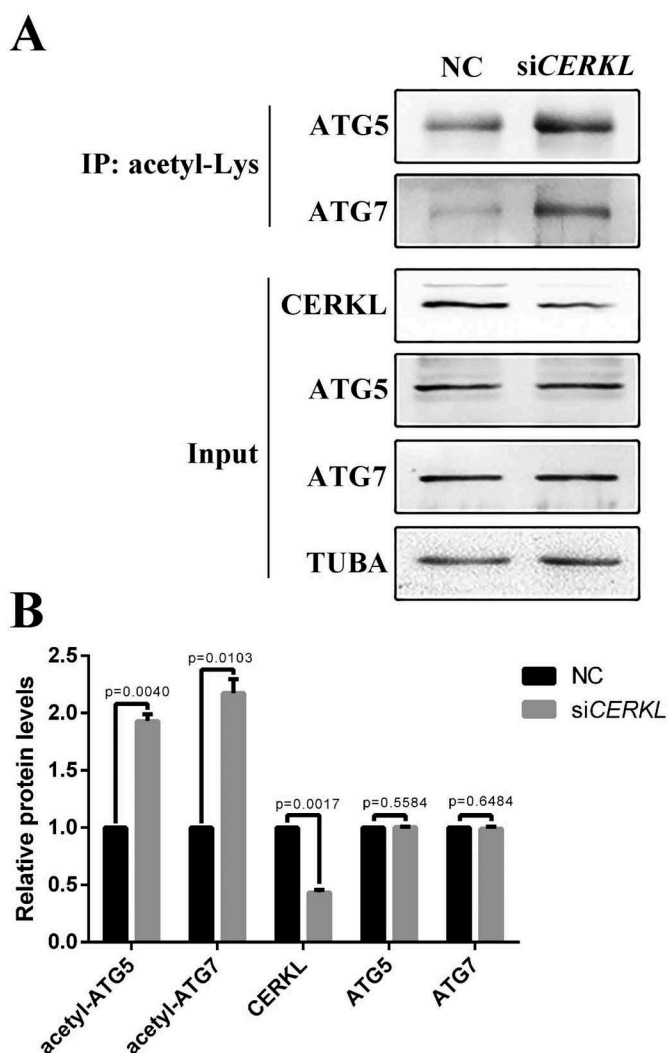 A
NC siCERKL
ATG5
IP: acetyl-Lys
ATG7
CERKL
ATG5
Input
ATG7
TUBA
B
2.5
p=0.0103
p=0.0040
NC
siCERKL
2.0
1.5
p=0.0017 p=0.5584 p=0.6484
1.0
0.5
0.0
Relative protein levels
acetyl-ATG5
acetyl-ATG7
CERKL
ATG5
ATG7